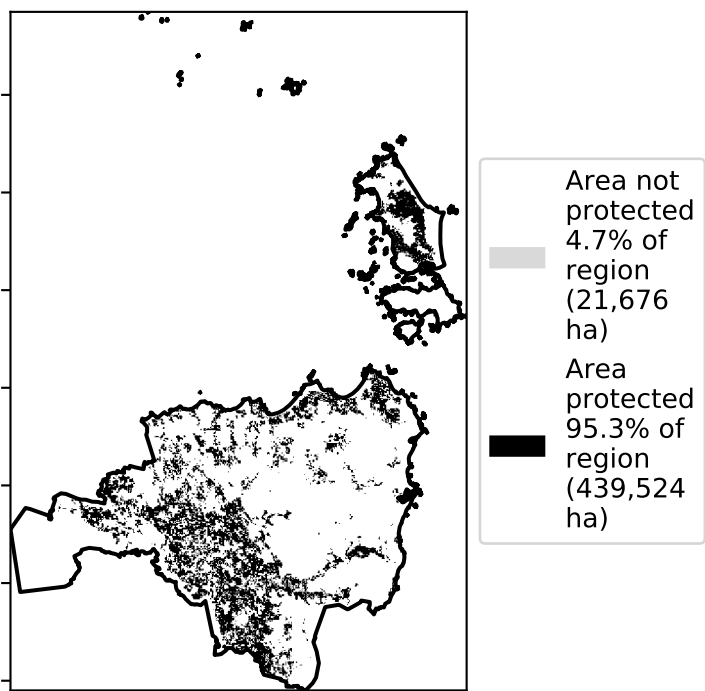 Area not
protected
4.7% of
region
(21,676
ha)
Area
protected
95.3% of
region
(439,524
ha)